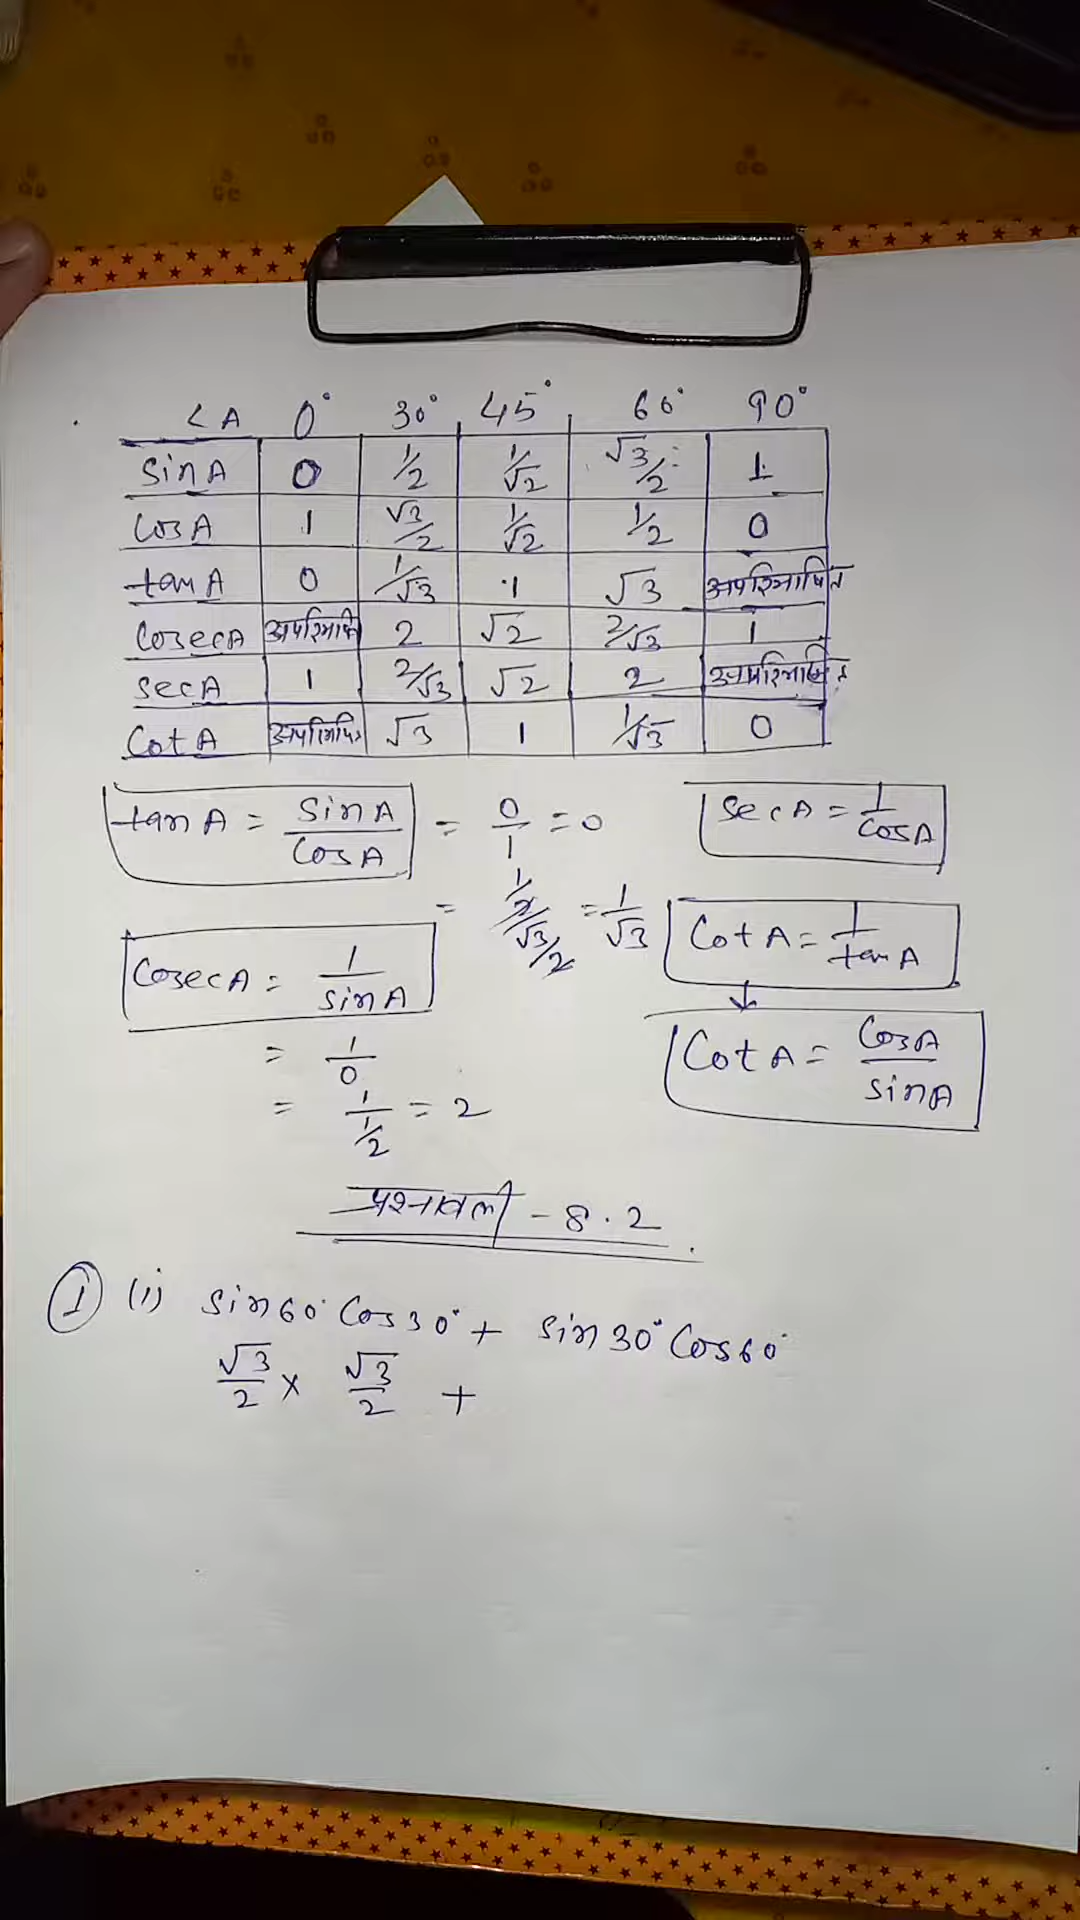 ∠A 0° 30° 45° 60° 90°
sinA 0 1/2 1/√2 √3/2 1
CosA 1 √3/2 1/√2 1/2 0
tanA 0 1/√3 1 √3 अपरिभाषित
CosecA अपरिभाषित 2 √2 2/√3 1
secA 1 2/√3 √2 2 अपरिभाषित
CotA अपरिभाषित √3 1 1/√3 0
tanA = sinA/CosA = 0/1 = 0
secA = 1/CosA
= 1/2/√3/2 = 1/√3
CotA = 1/tanA
CosecA = 1/sinA
CotA = CosA/sinA
= 1/0
= 1/1/2 = 2
प्रश्नावली - 8.2
① (i) sin60° Cos30° + sin30° Cos60°
√3/2 × √3/2 +